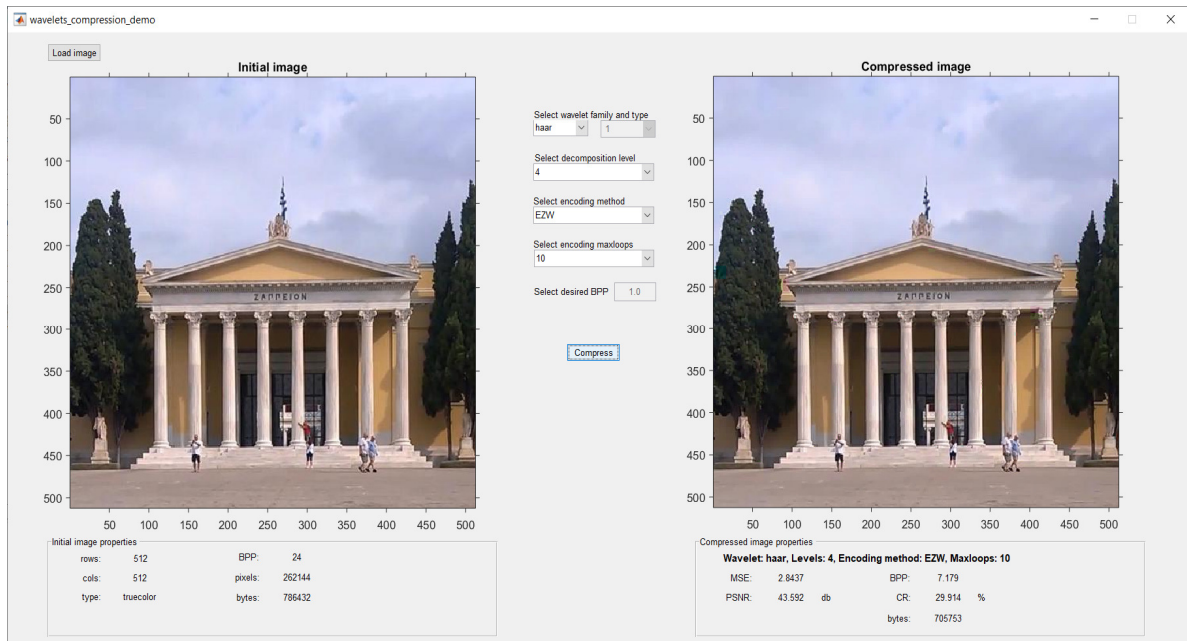 wavelets_compression_demo
Load image
Initial image
50
100
150
200
250
300
350
400
450
500
50 100 150 200 250 300 350 400 450 500
ΖΑΠΠΕΙΟΝ
Select wavelet family and type
haar 1
Select decomposition level
4
Select encoding method
EZW
Select encoding maxloops
10
Select desired BPP 1.0
Compress
Compressed image
50
100
150
200
250
300
350
400
450
500
50 100 150 200 250 300 350 400 450 500
ΖΑΠΠΕΙΟΝ
Initial image properties
rows: 512 BPP: 24
cols: 512 pixels: 262144
type: truecolor bytes: 786432
Compressed image properties
Wavelet: haar, Levels: 4, Encoding method: EZW, Maxloops: 10
MSE: 2.8437 BPP: 7.179
PSNR: 43.592 db CR: 29.914 %
bytes: 705753